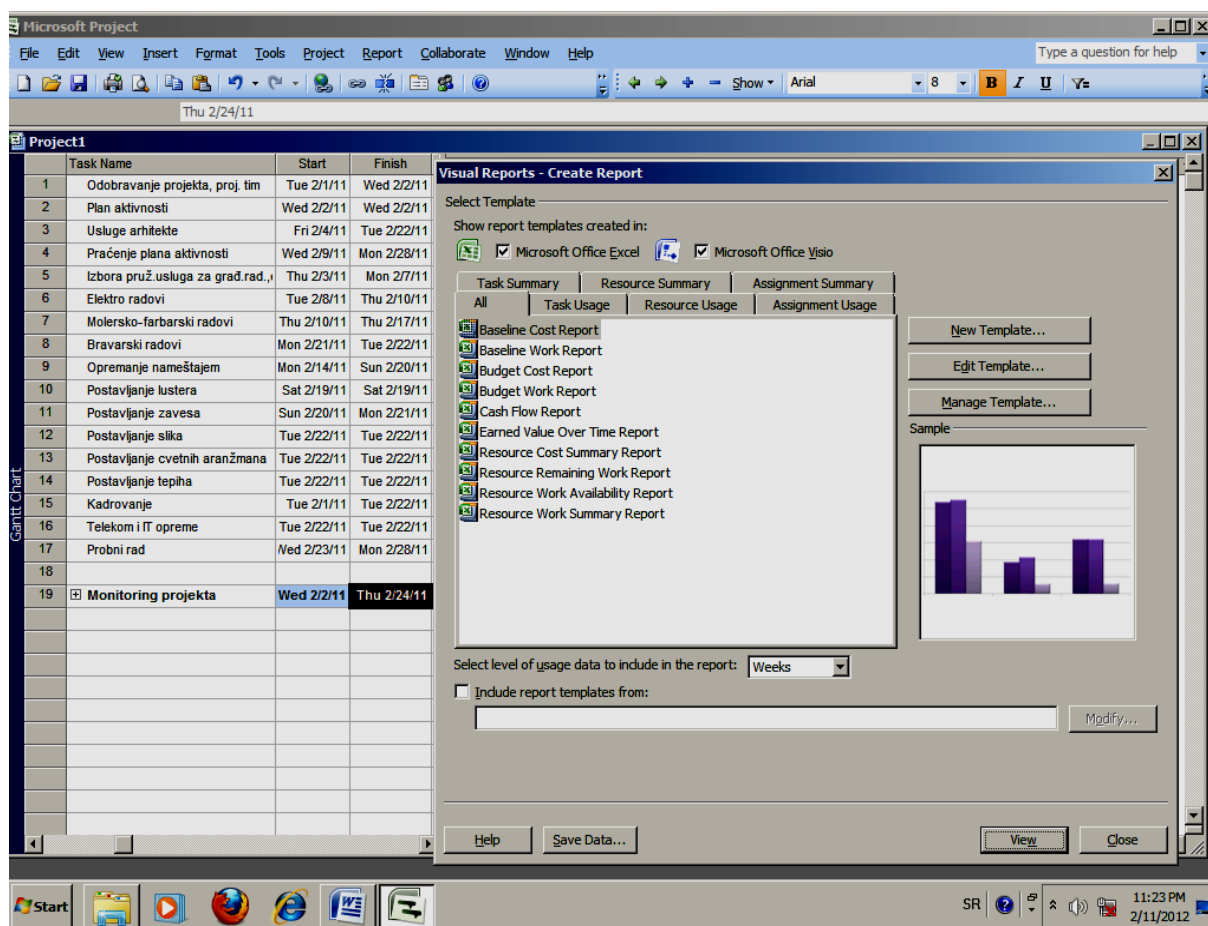 Microsoft Project
File Edit View Insert Format Tools Project Report Collaborate Window Help Type a question for help
Show Arial 8 B I U
Thu 2/24/11
Project1
Task Name Start Finish
1 Odobravanje projekta, proj. tim Tue 2/1/11 Wed 2/2/11
2 Plan aktivnosti Wed 2/2/11 Wed 2/2/11
3 Usluge arhitekte Fri 2/4/11 Tue 2/22/11
4 Praćenje plana aktivnosti Wed 2/9/11 Mon 2/28/11
5 Izbora pruž.usluga za građ.rad., Thu 2/3/11 Mon 2/7/11
6 Elektro radovi Tue 2/8/11 Thu 2/10/11
7 Molersko-farbarski radovi Thu 2/10/11 Thu 2/17/11
8 Bravarski radovi Mon 2/21/11 Tue 2/22/11
9 Opremanje nameštajem Mon 2/14/11 Sun 2/20/11
10 Postavljanje lustera Sat 2/19/11 Sat 2/19/11
11 Postavljanje zavesa Sun 2/20/11 Mon 2/21/11
12 Postavljanje slika Tue 2/22/11 Tue 2/22/11
13 Postavljanje cvetnih aranžmana Tue 2/22/11 Tue 2/22/11
14 Postavljanje tepiha Tue 2/22/11 Tue 2/22/11
15 Kadrovanje Tue 2/1/11 Tue 2/22/11
16 Telekom i IT opreme Tue 2/22/11 Tue 2/22/11
17 Probni rad Wed 2/23/11 Mon 2/28/11
18
19 Monitoring projekta Wed 2/2/11 Thu 2/24/11
Gantt Chart
Visual Reports - Create Report
Select Template
Show report templates created in:
Microsoft Office Excel Microsoft Office Visio
Task Summary Resource Summary Assignment Summary
All Task Usage Resource Usage Assignment Usage
Baseline Cost Report
Baseline Work Report
Budget Cost Report
Budget Work Report
Cash Flow Report
Earned Value Over Time Report
Resource Cost Summary Report
Resource Remaining Work Report
Resource Work Availability Report
Resource Work Summary Report
New Template...
Edit Template...
Manage Template...
Sample
Select level of usage data to include in the report: Weeks
Include report templates from:
Modify...
Help Save Data... View Close
Start SR 11:23 PM
2/11/2012